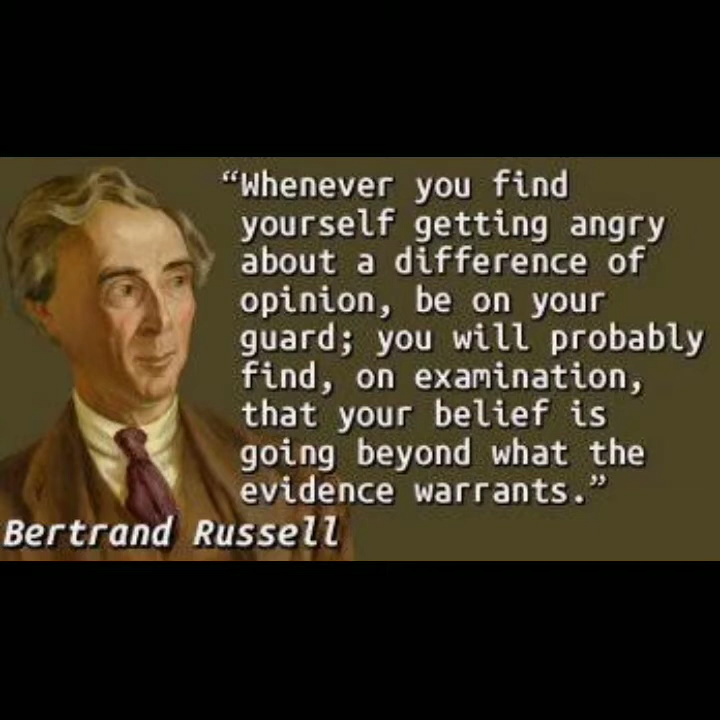 “Whenever you find
yourself getting angry
about a difference of
opinion, be on your
guard; you will probably
find, on examination,
that your belief is
going beyond what the
evidence warrants.”
Bertrand Russell